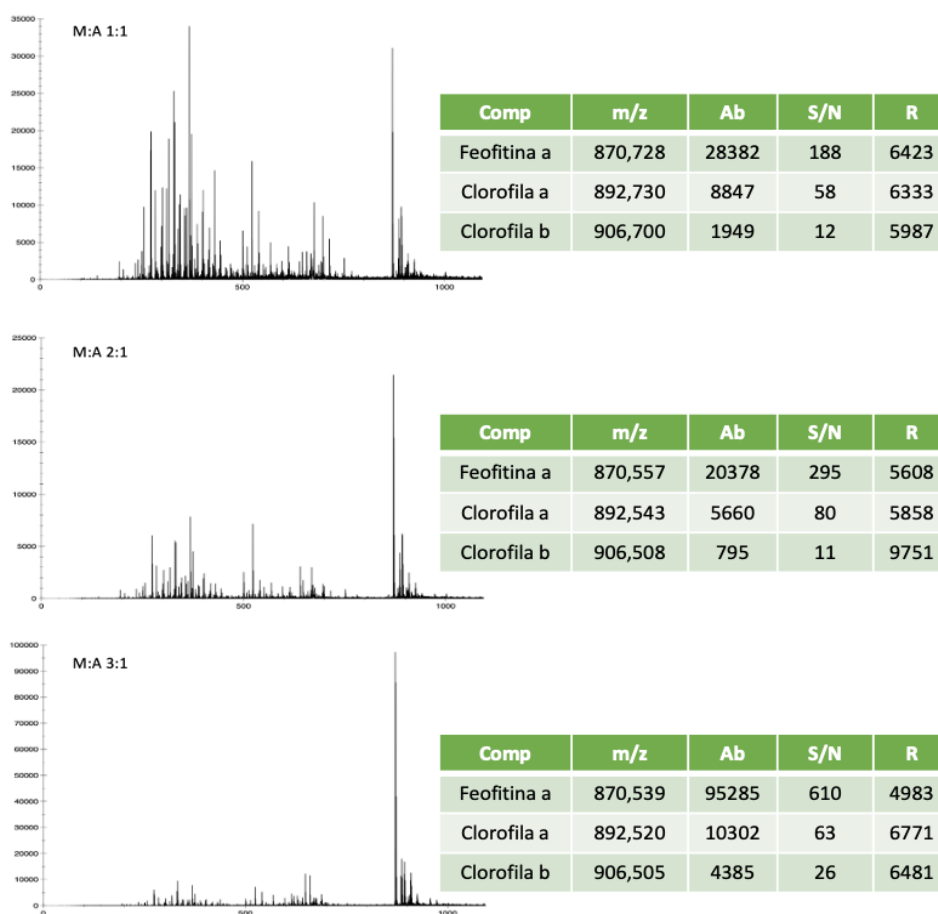 35000
M:A 1:1
30000
25000
20000
15000
10000
5000
0
0 500 1000
Comp m/z Ab S/N R
Feofitina a 870,728 28382 188 6423
Clorofila a 892,730 8847 58 6333
Clorofila b 906,700 1949 12 5987
25000
M:A 2:1
20000
15000
10000
5000
0
0 500 1000
Comp m/z Ab S/N R
Feofitina a 870,557 20378 295 5608
Clorofila a 892,543 5660 80 5858
Clorofila b 906,508 795 11 9751
100000
M:A 3:1
90000
80000
70000
60000
50000
40000
30000
20000
10000
0
0 500 1000
Comp m/z Ab S/N R
Feofitina a 870,539 95285 610 4983
Clorofila a 892,520 10302 63 6771
Clorofila b 906,505 4385 26 6481